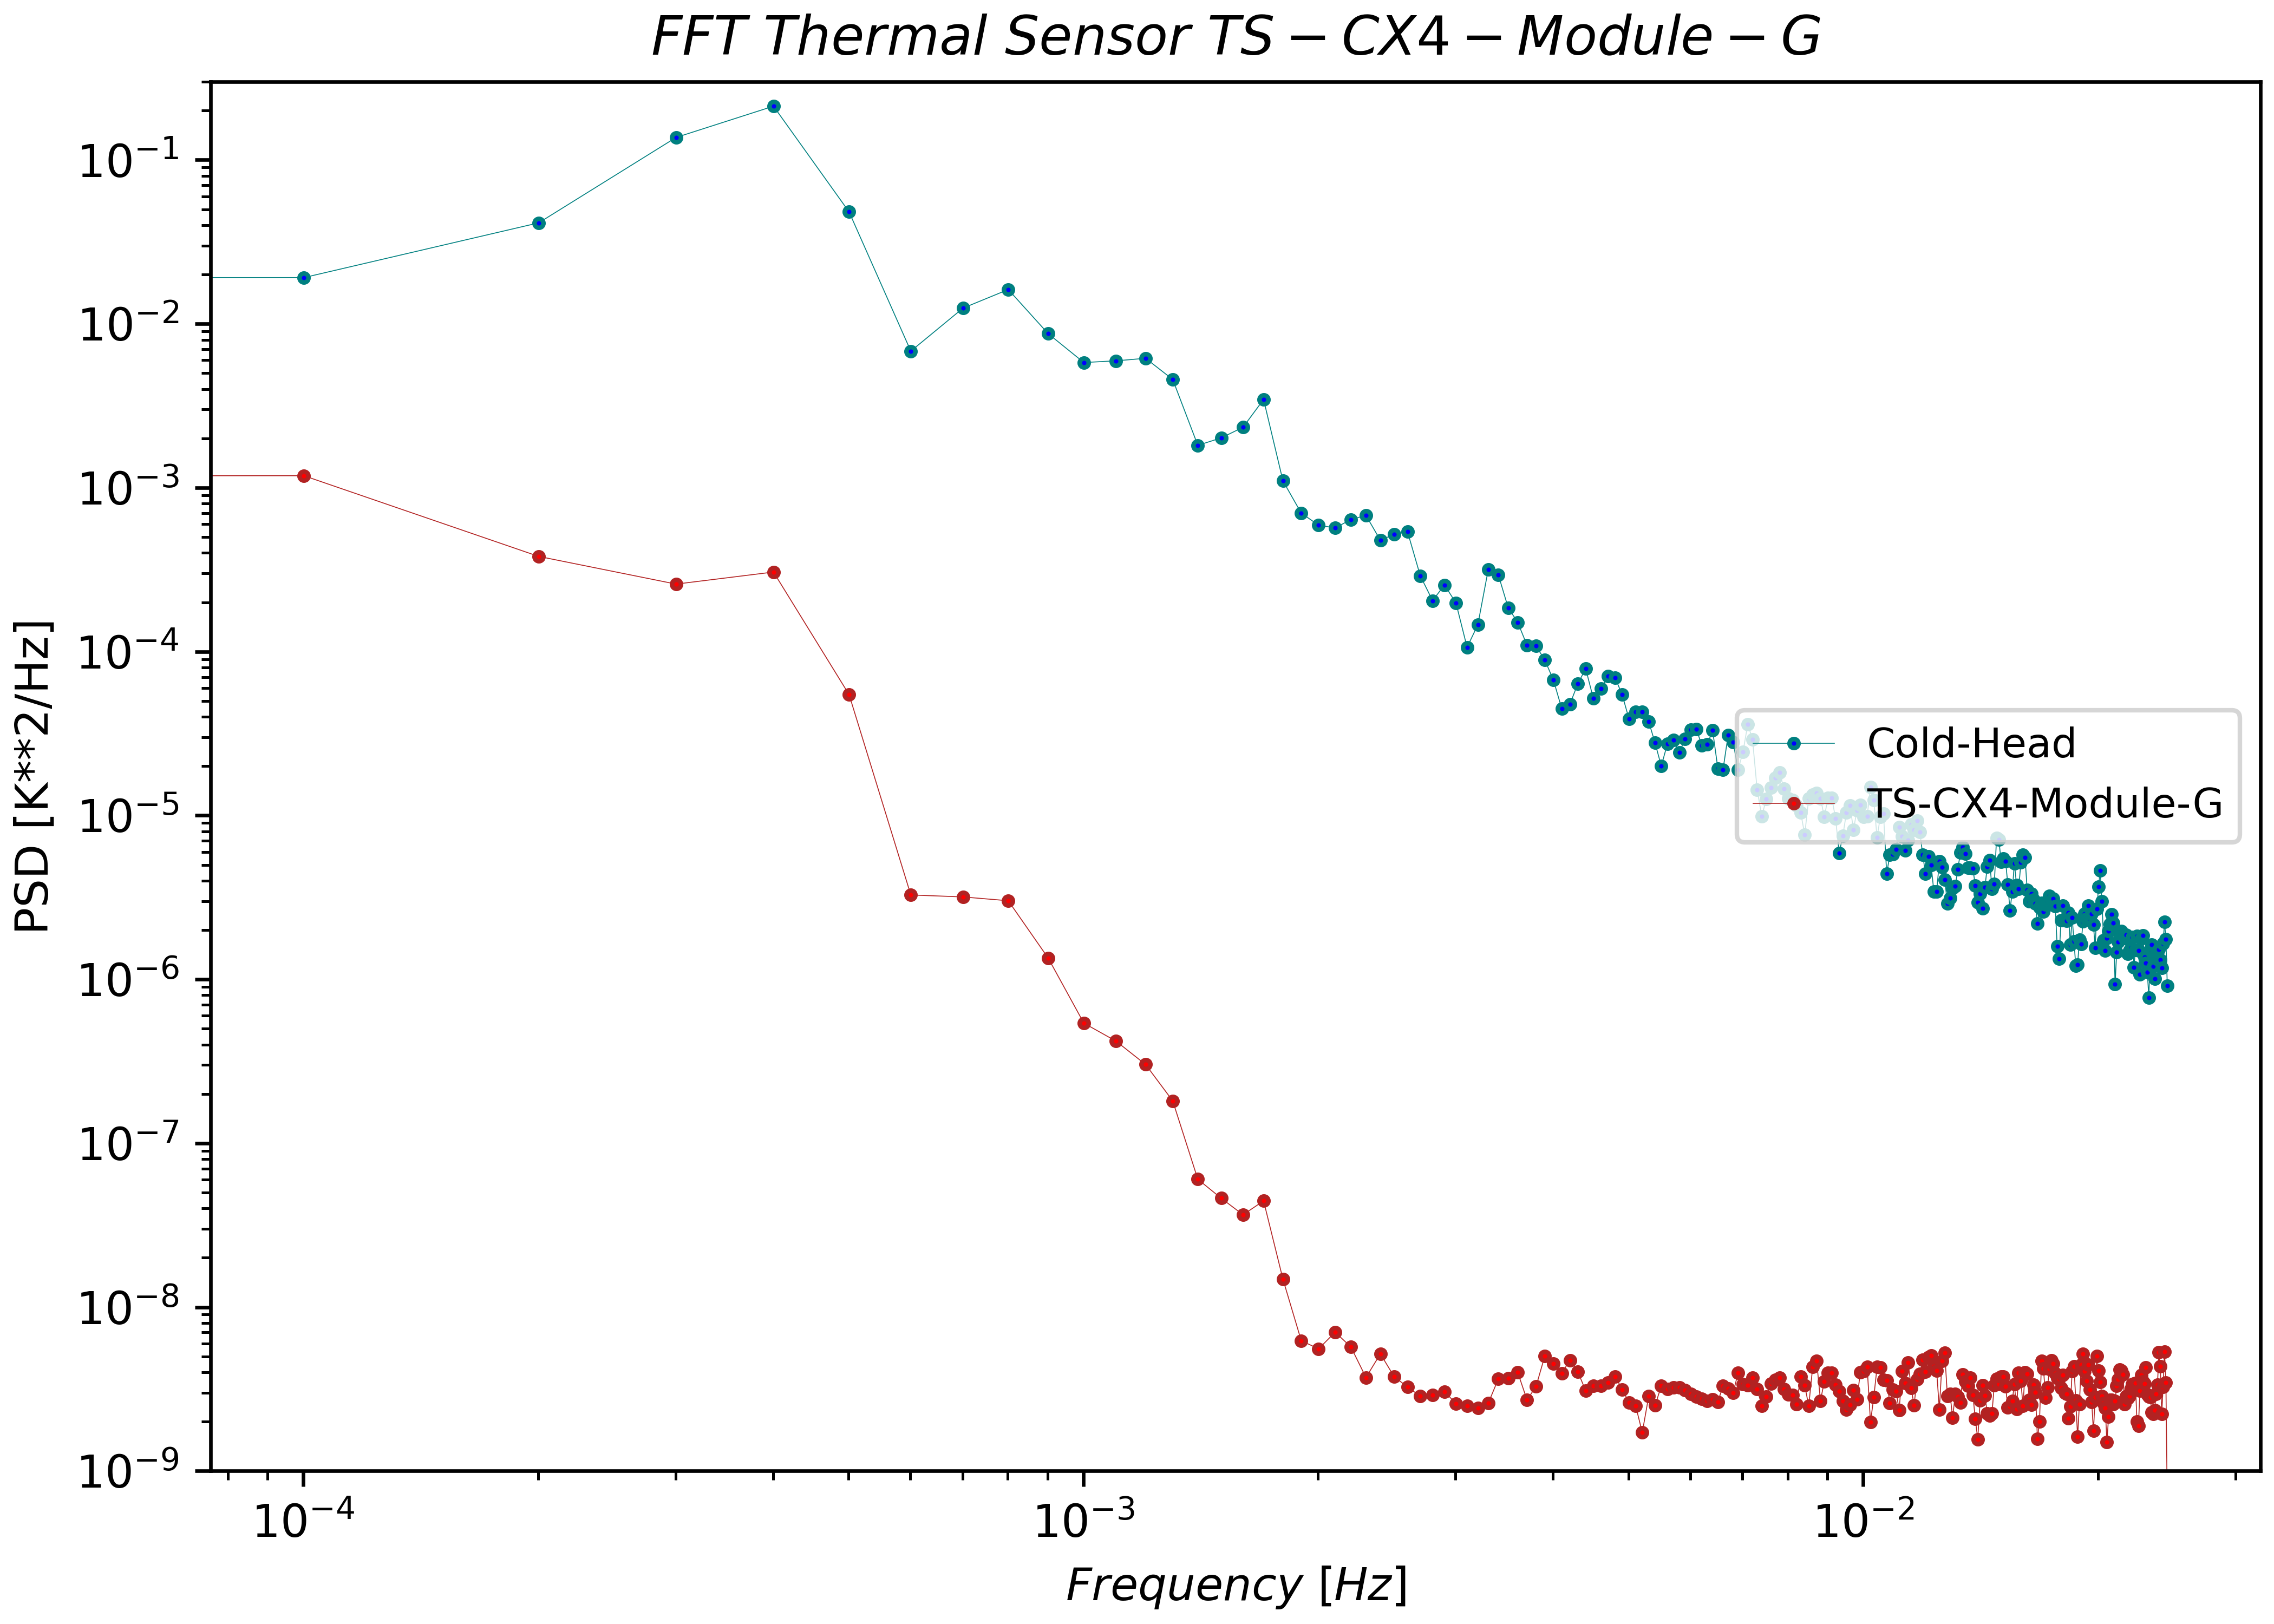 FFT Thermal Sensor TS − CX4 − Module − G
PSD [K**2/Hz]
10⁻¹
10⁻²
10⁻³
10⁻⁴
10⁻⁵
10⁻⁶
10⁻⁷
10⁻⁸
10⁻⁹
Cold-Head
TS-CX4-Module-G
10⁻⁴ 10⁻³ 10⁻²
Frequency [Hz]